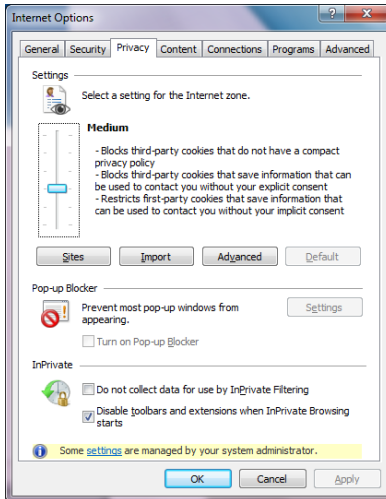 Internet Options
General Security Privacy Content Connections Programs Advanced
Settings
Select a setting for the Internet zone.
Medium
- Blocks third-party cookies that do not have a compact
privacy policy
- Blocks third-party cookies that save information that can
be used to contact you without your explicit consent
- Restricts first-party cookies that save information that
can be used to contact you without your implicit consent
Sites Import Advanced Default
Pop-up Blocker
Prevent most pop-up windows from
appearing.
Settings
Turn on Pop-up Blocker
InPrivate
Do not collect data for use by InPrivate Filtering
Disable toolbars and extensions when InPrivate Browsing
starts
Some settings are managed by your system administrator.
OK Cancel Apply